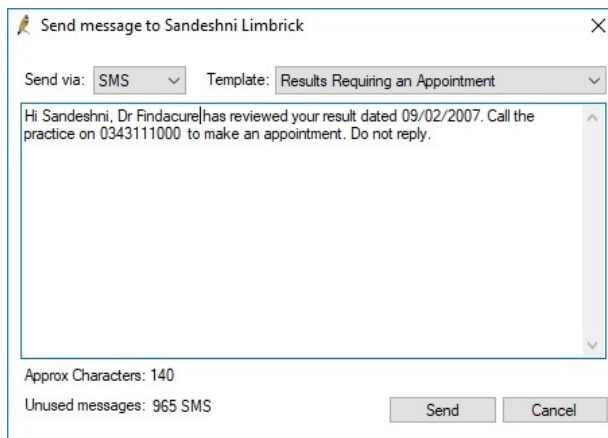 Send message to Sandeshni Limbrick
Send via: SMS Template: Results Requiring an Appointment
Hi Sandeshni, Dr Findacure has reviewed your result dated 09/02/2007. Call the
practice on 0343111000 to make an appointment. Do not reply.
Approx Characters: 140
Unused messages: 965 SMS Send Cancel